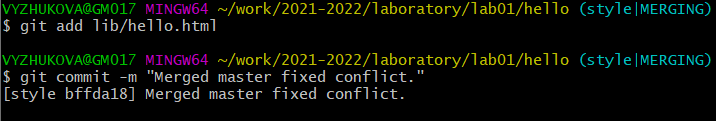 VYZHUKOVA@GM017 MINGW64 ~/work/2021-2022/laboratory/lab01/hello (style|MERGING)
$ git add lib/hello.html
VYZHUKOVA@GM017 MINGW64 ~/work/2021-2022/laboratory/lab01/hello (style|MERGING)
$ git commit -m "Merged master fixed conflict."
[style bffda18] Merged master fixed conflict.